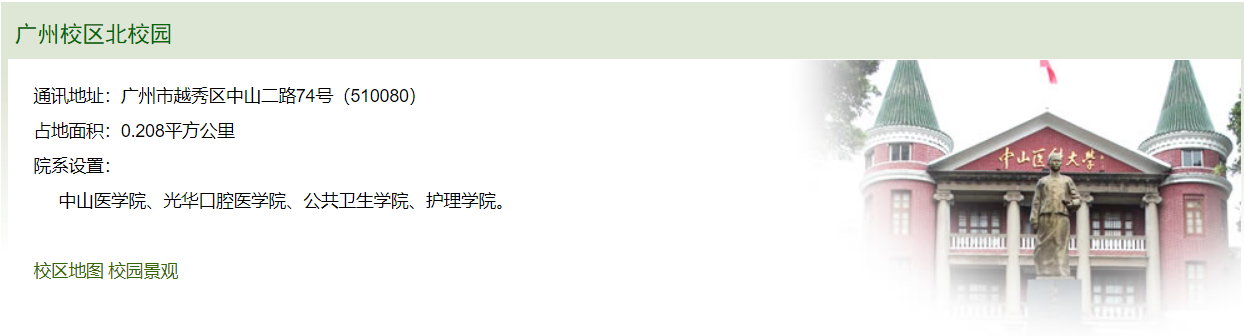 广州校区北校园
通讯地址：广州市越秀区中山二路74号（510080）
占地面积：0.208平方公里
院系设置：
中山医学院、光华口腔医学院、公共卫生学院、护理学院。
中山医科大学
校区地图 校园景观